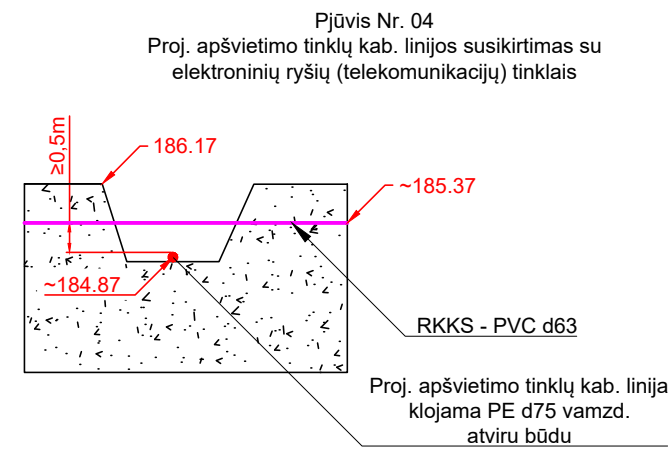 Pjūvis Nr. 04
Proj. apšvietimo tinklų kab. linijos susikirtimas su
elektroninių ryšių (telekomunikacijų) tinklais
≥0,5m
186.17
~185.37
~184.87
RKKS - PVC d63
Proj. apšvietimo tinklų kab. linija
klojama PE d75 vamzd.
atviru būdu